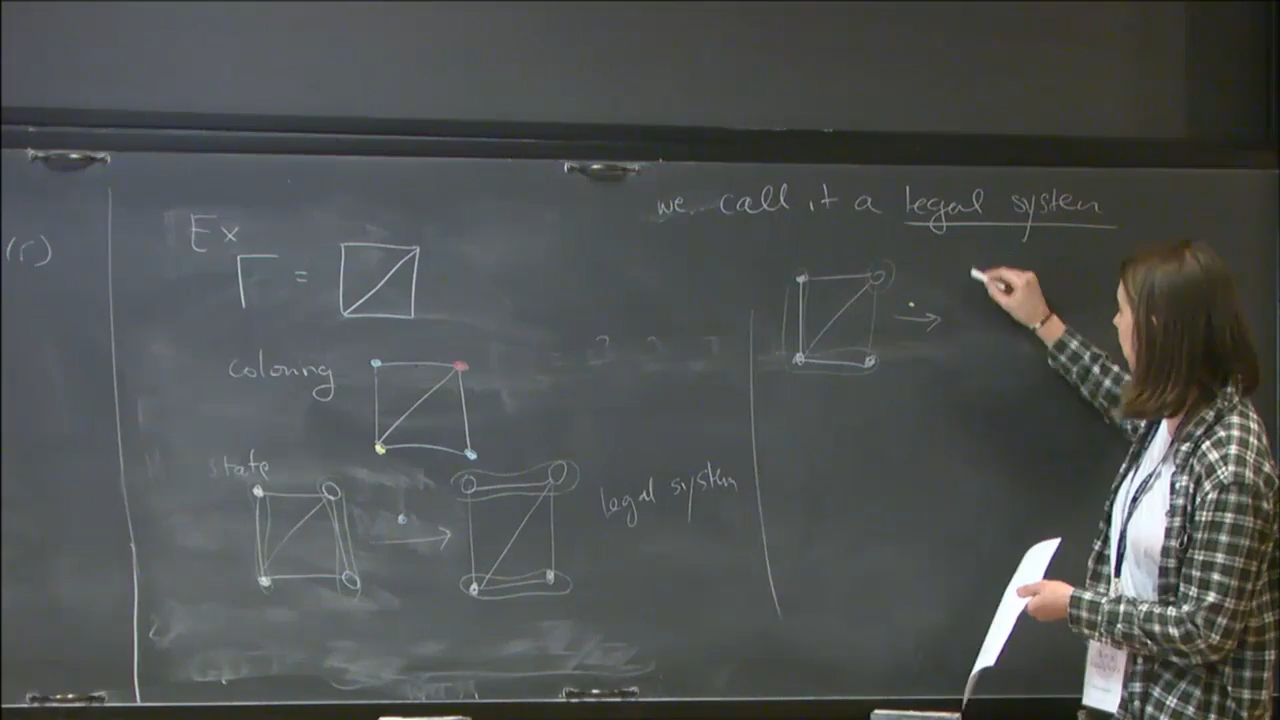 (Γ)
Ex
Γ =
coloring
state
legal system
we call it a legal system